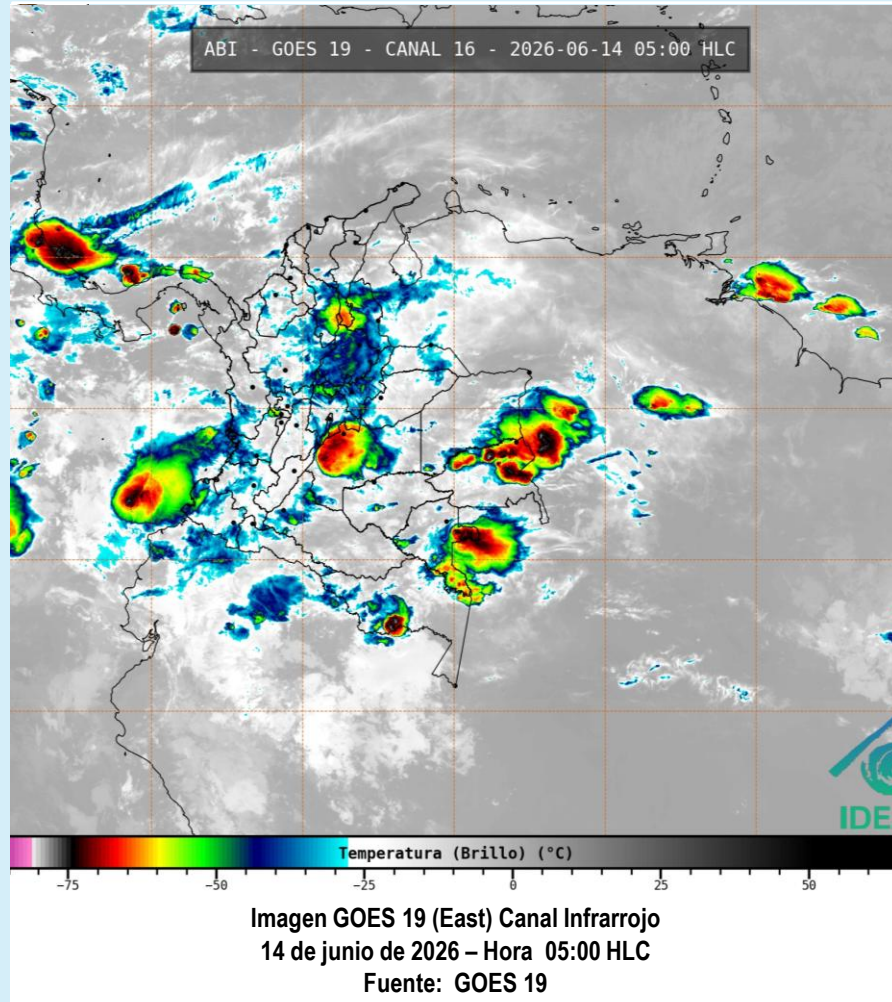 ABI - GOES 19 - CANAL 16 - 2026-06-14 05:00 HLC
IDE
Temperatura (Brillo) (°C)
−75 −50 −25 0 25 50
Imagen GOES 19 (East) Canal Infrarrojo
14 de junio de 2026 – Hora 05:00 HLC
Fuente: GOES 19